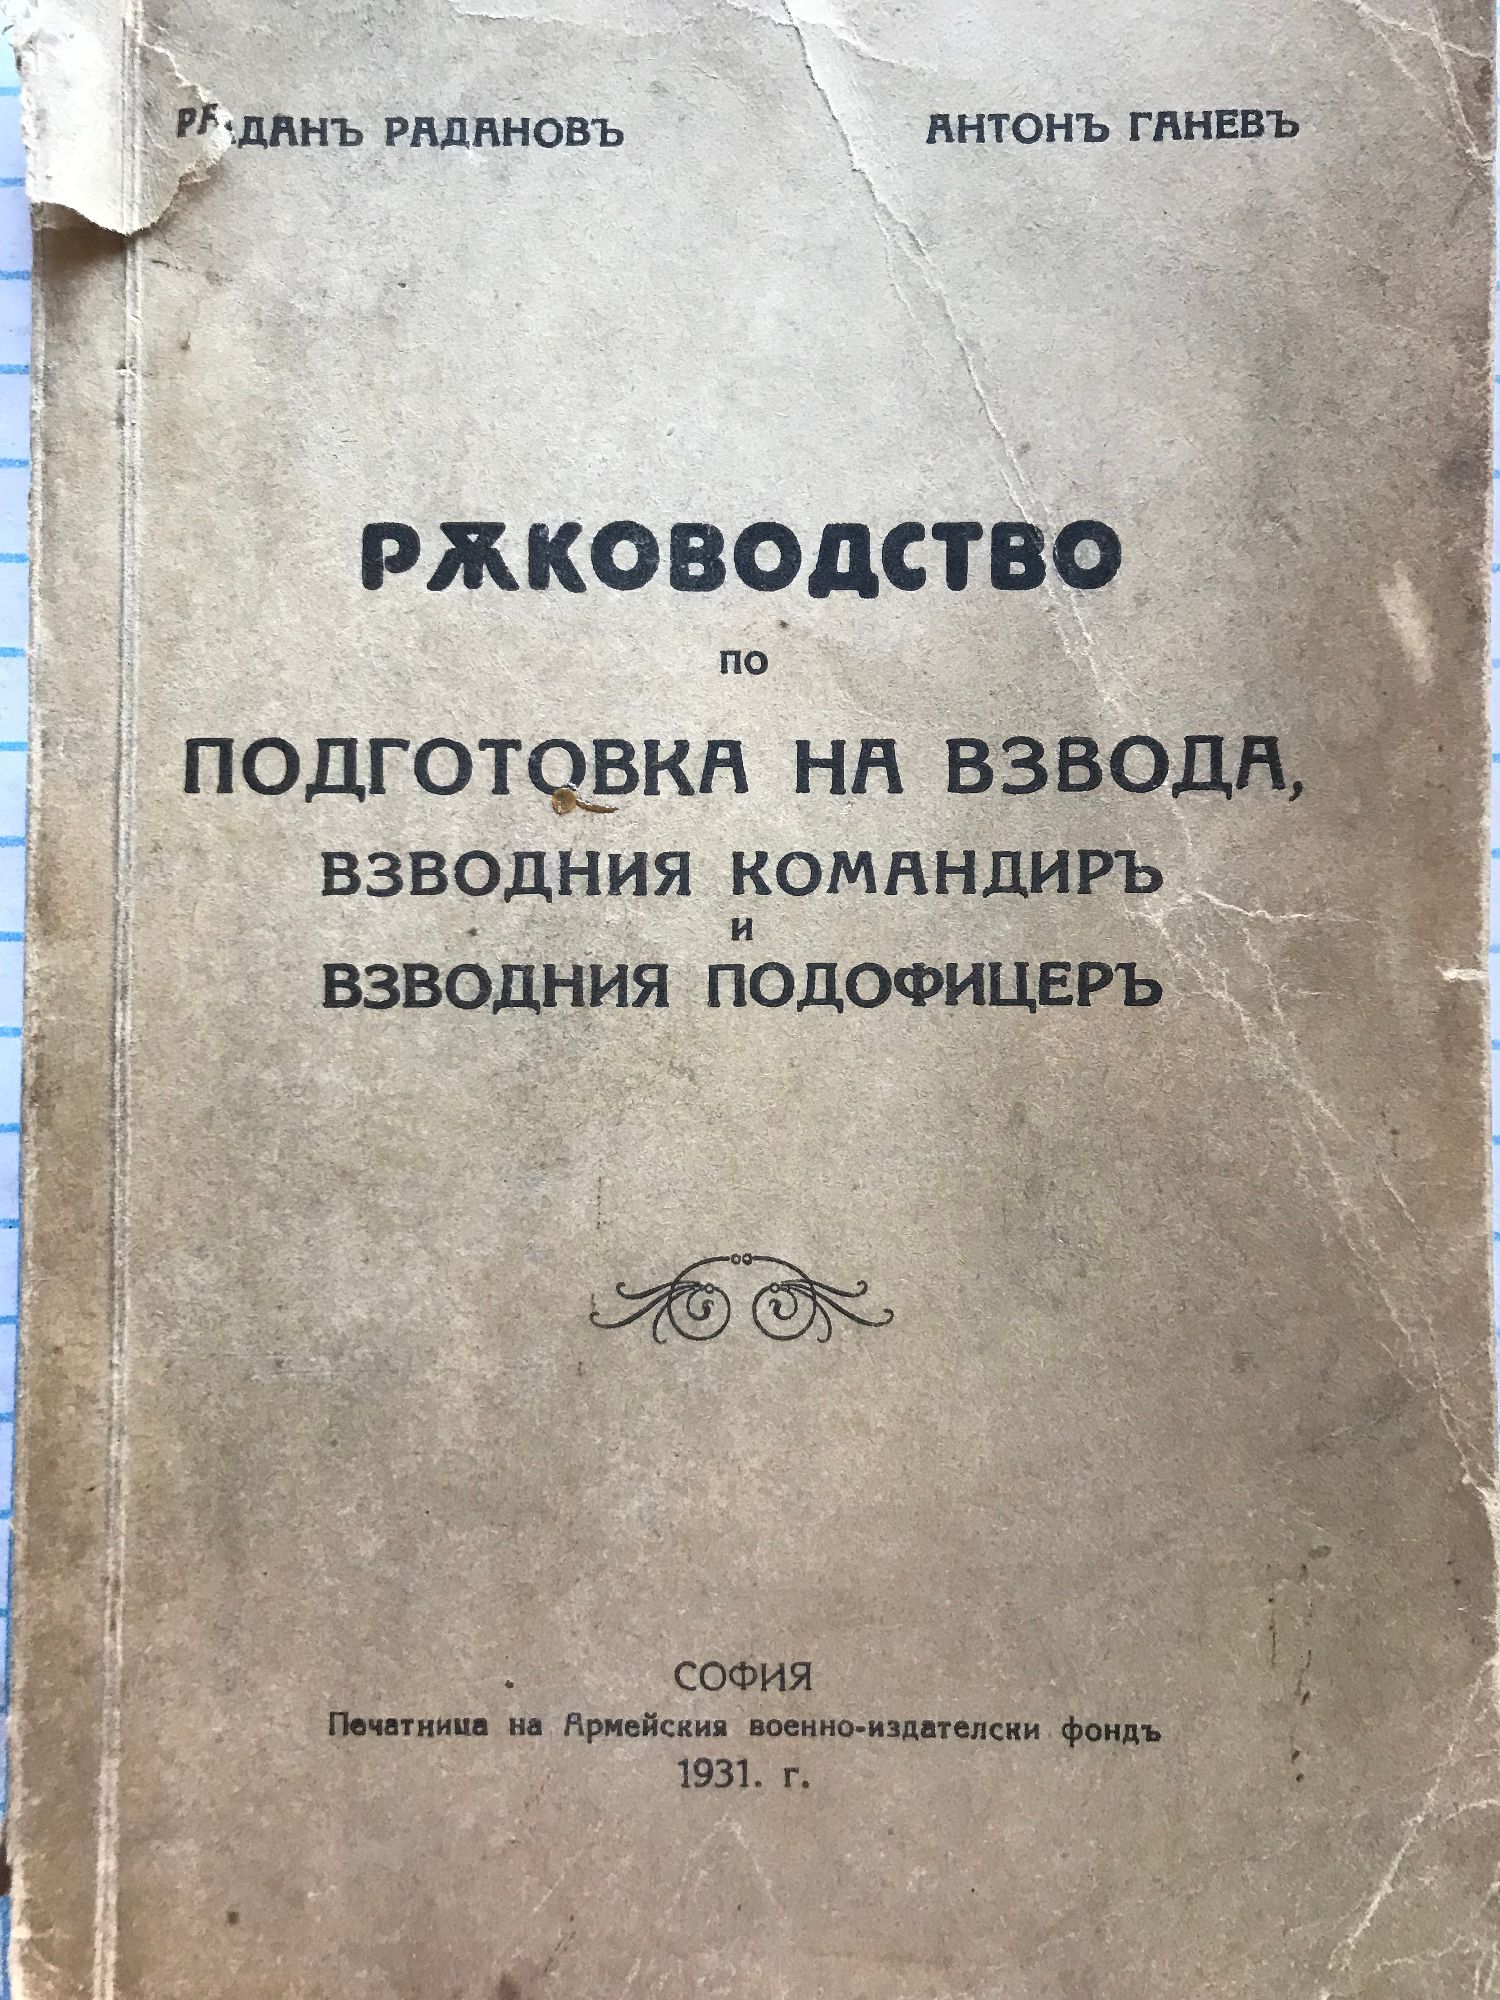 РАДАНЪ РАДАНОВЪ АНТОНЪ ГАНЕВЪ
РѪКОВОДСТВО
ПО
ПОДГОТОВКА НА ВЗВОДА,
ВЗВОДНИЯ КОМАНДИРЪ
И
ВЗВОДНИЯ ПОДОФИЦЕРЪ
СОФИЯ
Печатница на Армейския военно-издателски фондъ
1931. г.